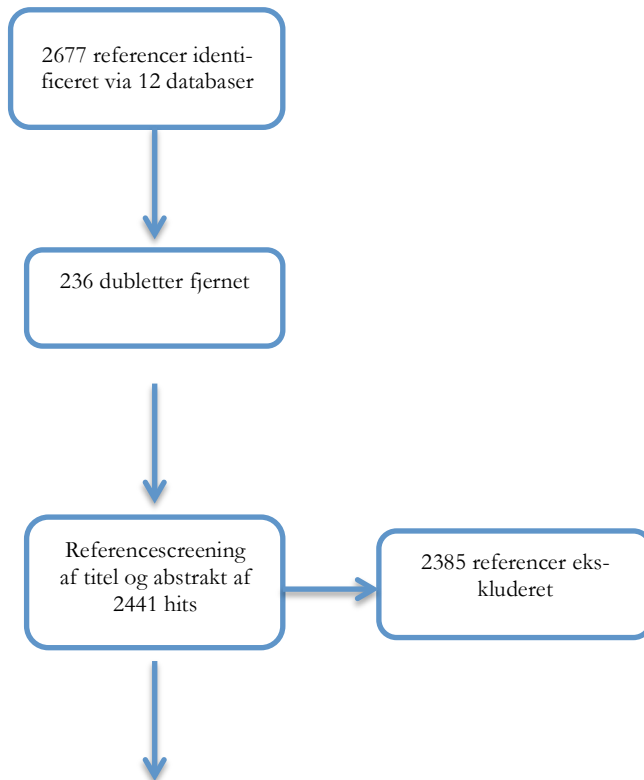 2677 referencer identi-
ficeret via 12 databaser
236 dubletter fjernet
Referencescreening
af titel og abstrakt af
2441 hits
2385 referencer eks-
kluderet